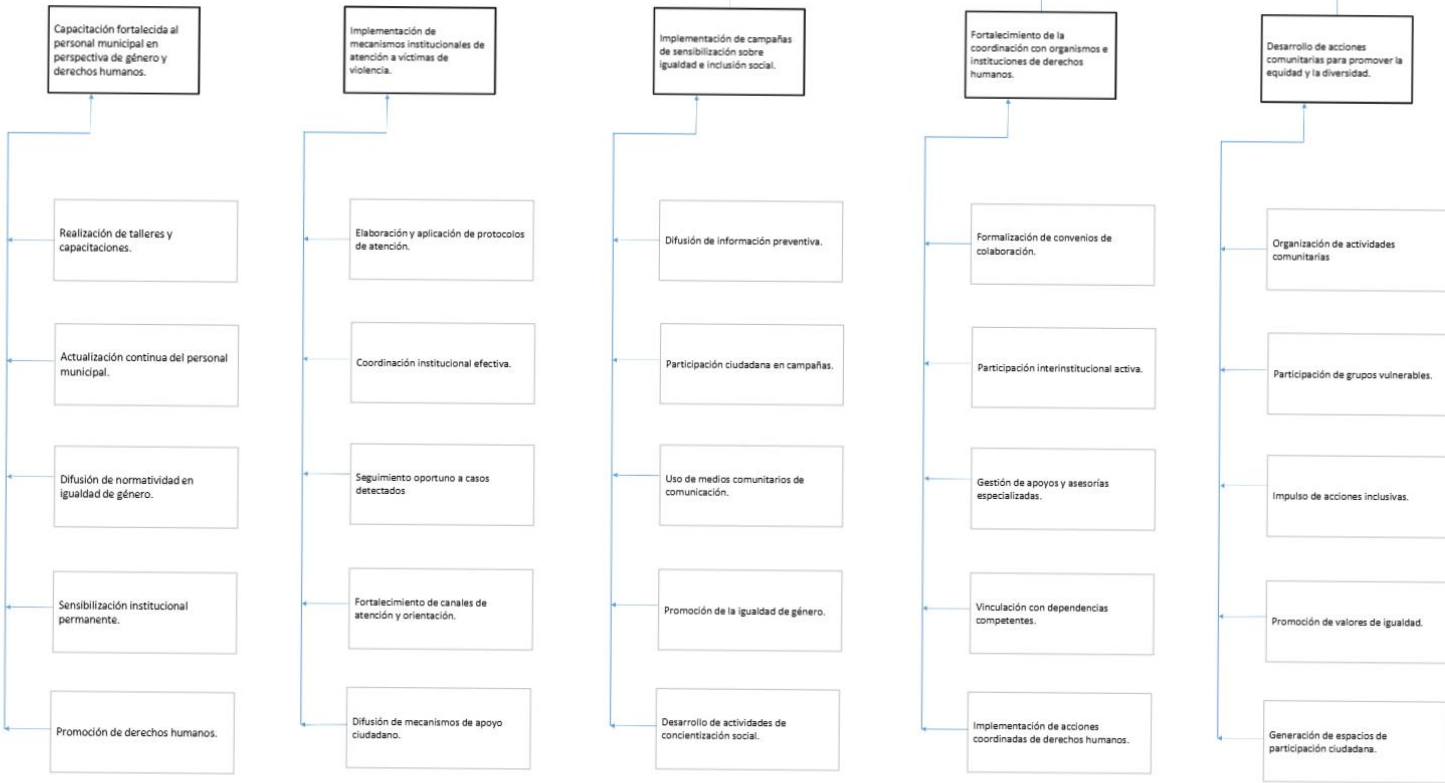 Capacitación fortalecida al
personal municipal en
perspectiva de género y
derechos humanos.
Realización de talleres y
capacitaciones.
Actualización continua del personal
municipal.
Difusión de normatividad en
igualdad de género.
Sensibilización institucional
permanente.
Promoción de derechos humanos.
Implementación de
mecanismos institucionales de
atención a víctimas de
violencia.
Elaboración y aplicación de protocolos
de atención.
Coordinación institucional efectiva.
Seguimiento oportuno a casos
detectados
Fortalecimiento de canales de
atención y orientación.
Difusión de mecanismos de apoyo
ciudadano.
Implementación de campañas
de sensibilización sobre
igualdad e inclusión social.
Difusión de información preventiva.
Participación ciudadana en campañas.
Uso de medios comunitarios de
comunicación.
Promoción de la igualdad de género.
Desarrollo de actividades de
concientización social.
Fortalecimiento de la
coordinación con organismos e
instituciones de derechos
humanos.
Formalización de convenios de
colaboración.
Participación interinstitucional activa.
Gestión de apoyos y asesorías
especializadas.
Vinculación con dependencias
competentes.
Implementación de acciones
coordinadas de derechos humanos.
Desarrollo de acciones
comunitarias para promover la
equidad y la diversidad.
Organización de actividades
comunitarias
Participación de grupos vulnerables.
Impulso de acciones inclusivas.
Promoción de valores de igualdad.
Generación de espacios de
participación ciudadana.